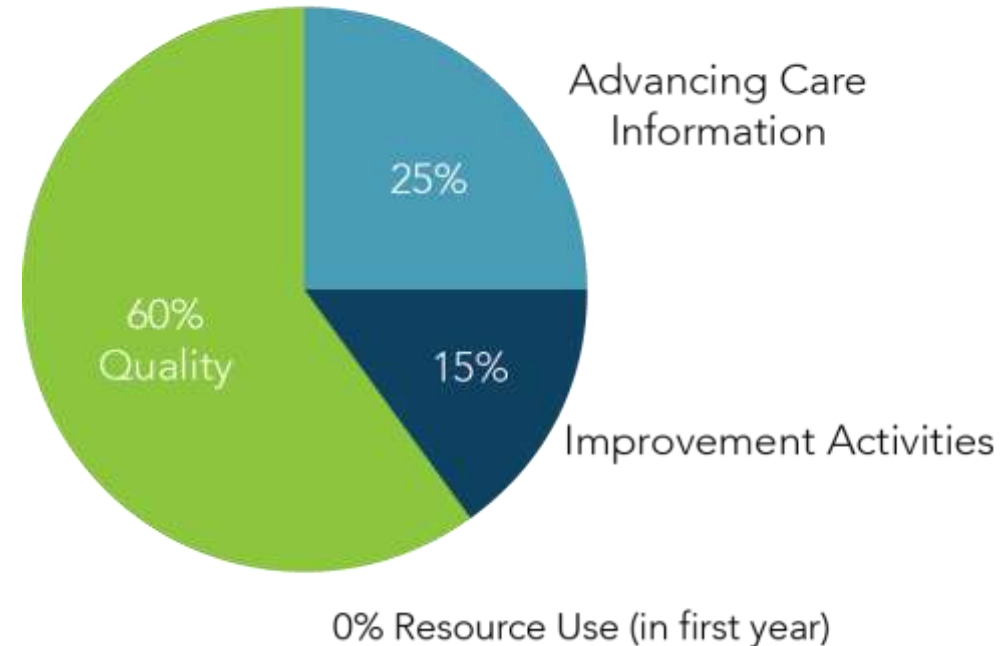 Advancing Care
Information
25%
60%
Quality
15%
Improvement Activities
0% Resource Use (in first year)